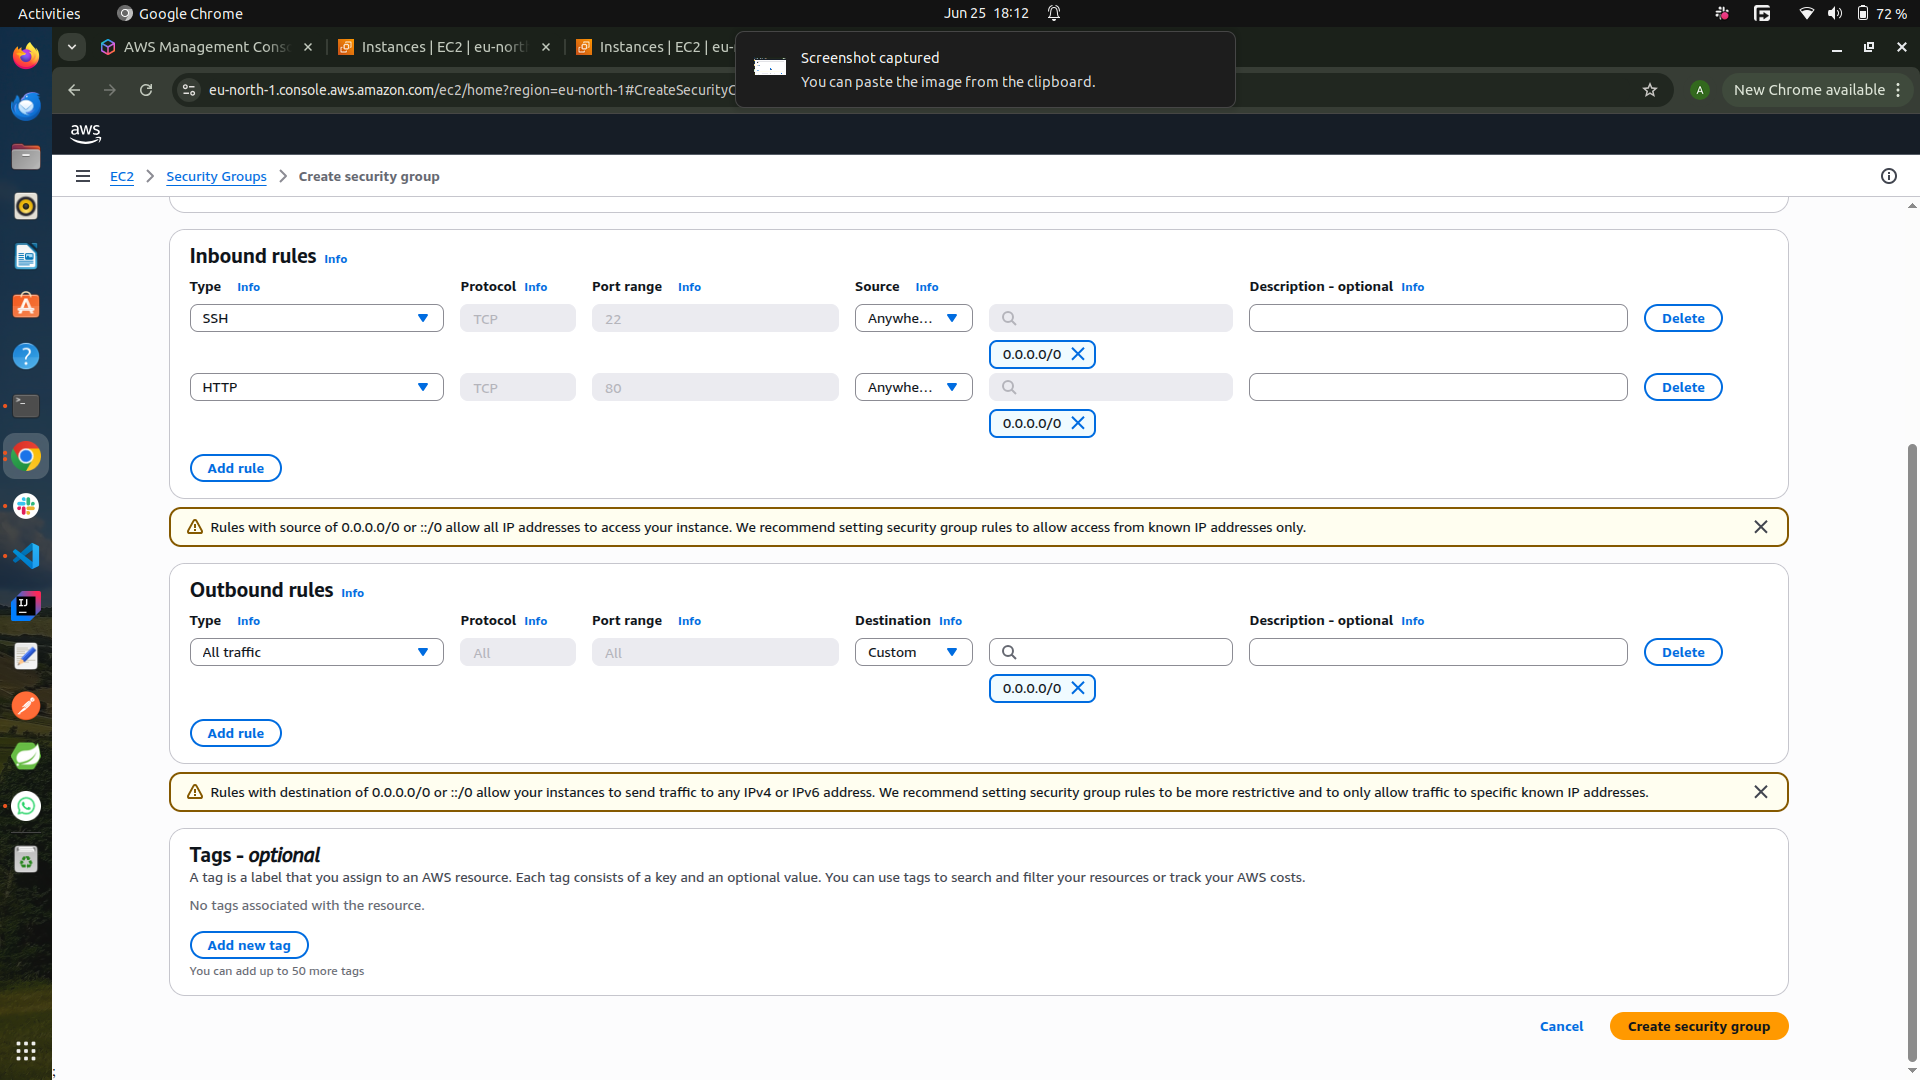 Activities
Google Chrome
Jun 25 18:12
72 %
AWS Management Cons
Instances | EC2 | eu-nort
Instances | EC2 | eu-
Screenshot captured
You can paste the image from the clipboard.
eu-north-1.console.aws.amazon.com/ec2/home?region=eu-north-1#CreateSecurityG
A
New Chrome available
aws
EC2
Security Groups
Create security group
Inbound rules Info
Type Info Protocol Info Port range Info Source Info Description - optional Info
SSH TCP 22 Anywhe... Delete
0.0.0.0/0
HTTP TCP 80 Anywhe... Delete
0.0.0.0/0
Add rule
Rules with source of 0.0.0.0/0 or ::/0 allow all IP addresses to access your instance. We recommend setting security group rules to allow access from known IP addresses only.
Outbound rules Info
Type Info Protocol Info Port range Info Destination Info Description - optional Info
All traffic All All Custom Delete
0.0.0.0/0
Add rule
Rules with destination of 0.0.0.0/0 or ::/0 allow your instances to send traffic to any IPv4 or IPv6 address. We recommend setting security group rules to be more restrictive and to only allow traffic to specific known IP addresses.
Tags - optional
A tag is a label that you assign to an AWS resource. Each tag consists of a key and an optional value. You can use tags to search and filter your resources or track your AWS costs.
No tags associated with the resource.
Add new tag
You can add up to 50 more tags
Cancel
Create security group